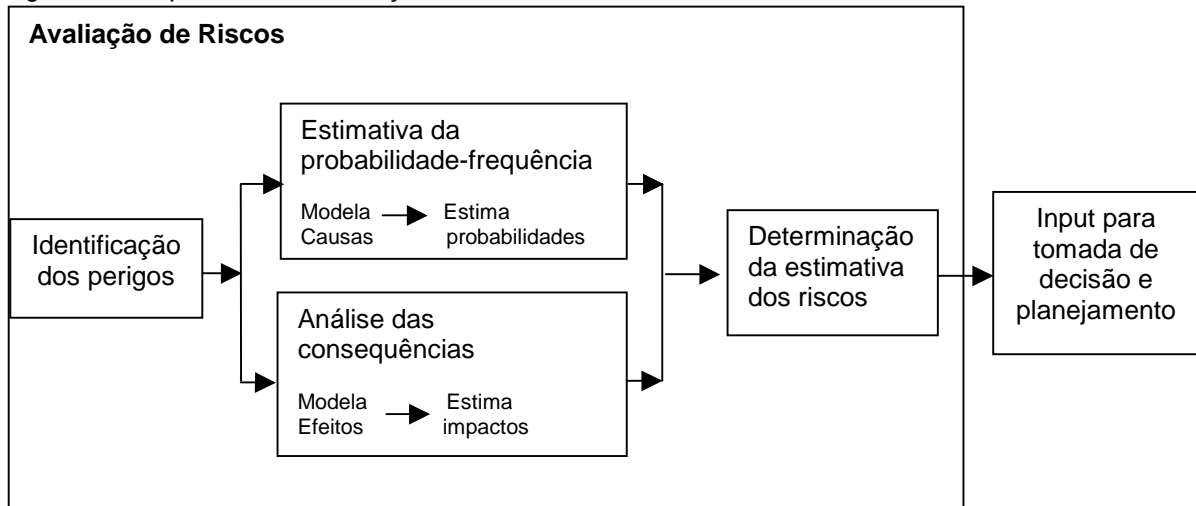 Avaliação de Riscos
Identificação
dos perigos
Estimativa da
probabilidade-frequência
Modela Estima
Causas probabilidades
Análise das
consequências
Modela Estima
Efeitos impactos
Determinação
da estimativa
dos riscos
Input para
tomada de
decisão e
planejamento